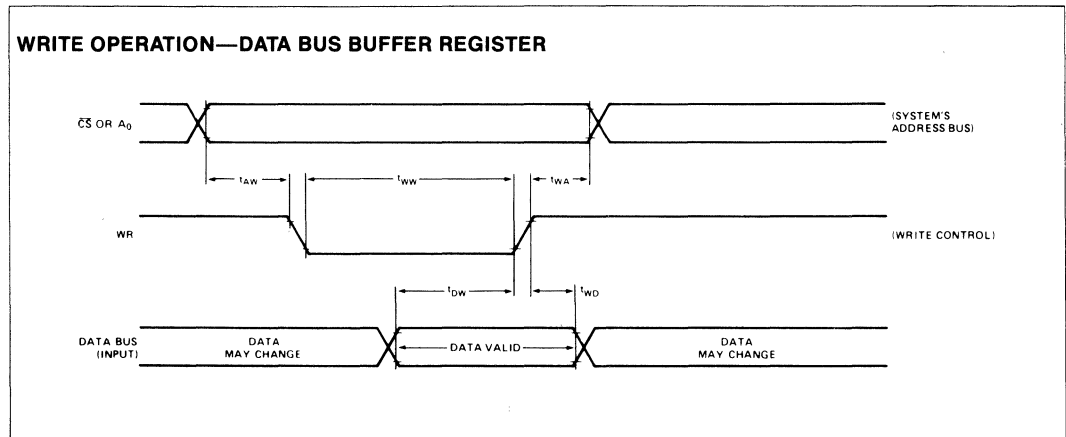 WRITE OPERATION—DATA BUS BUFFER REGISTER
C̅S̅ OR A₀
(SYSTEM'S
ADDRESS BUS)
tAW
tWW
tWA
WR
(WRITE CONTROL)
tDW
tWD
DATA BUS
(INPUT)
DATA
MAY CHANGE
DATA VALID
DATA
MAY CHANGE